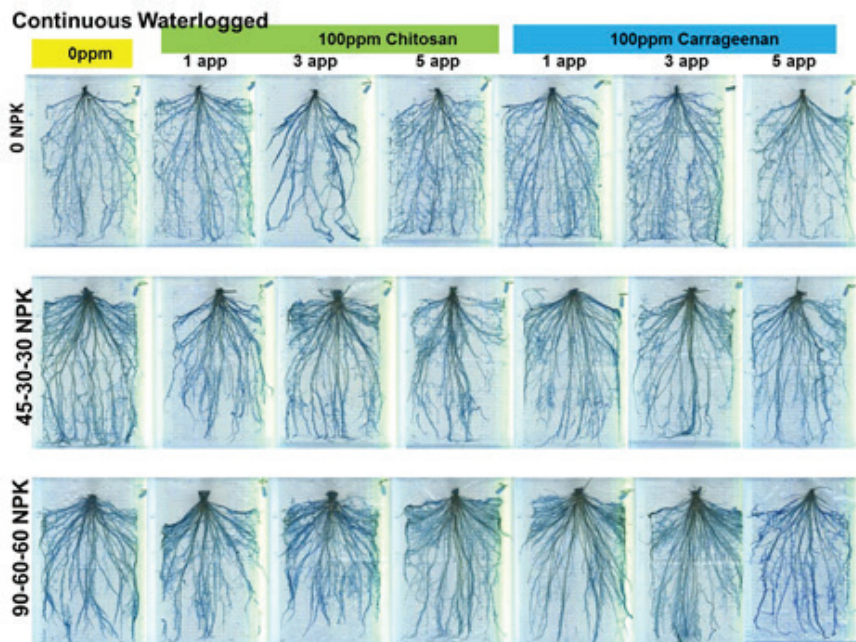 Continuous Waterlogged
0ppm
100ppm Chitosan
100ppm Carrageenan
1 app
3 app
5 app
1 app
3 app
5 app
0 NPK
45-30-30 NPK
90-60-60 NPK